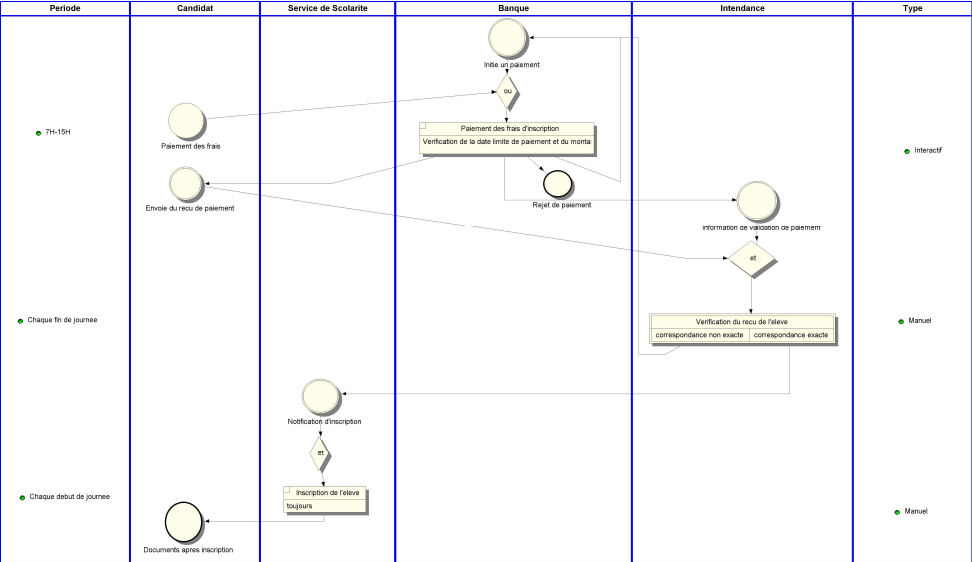 Periode
Candidat
Service de Scolarite
Banque
Intendance
Type
Initie un paiement
ou
7H-15H
Paiement des frais
Paiement des frais d'inscription
Verification de la date limite de paiement et du monta
Interactif
Envoie du recu de paiement
Rejet de paiement
information de validation de paiement
et
Chaque fin de journee
Verification du recu de l'eleve
correspondance non exacte
correspondance exacte
Manuel
Notification d'inscription
et
Chaque debut de journee
Inscription de l'eleve
toujours
Manuel
Documents apres inscription